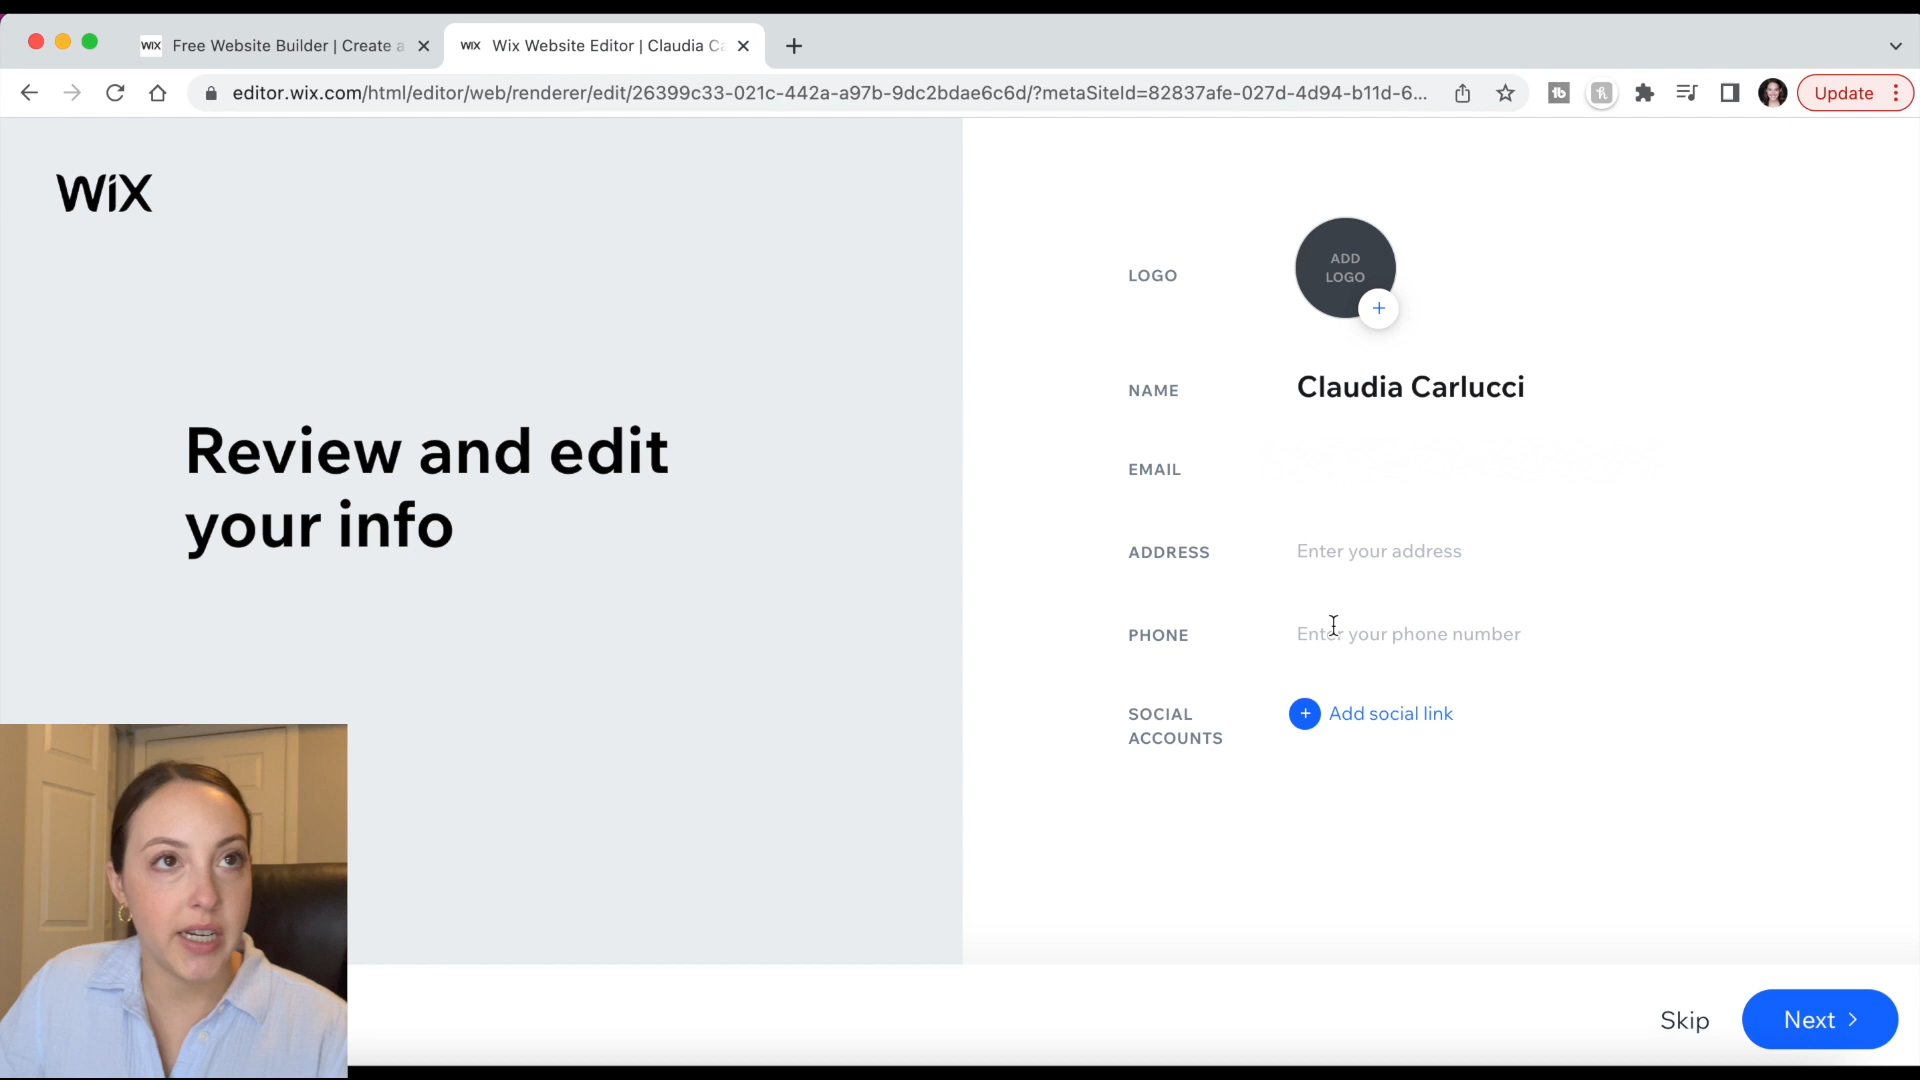 WIX Free Website Builder | Create a
WIX Wix Website Editor | Claudia Ca
editor.wix.com/html/editor/web/renderer/edit/26399c33-021c-442a-a97b-9dc2bdae6c6d/?metaSiteId=82837afe-027d-4d94-b11d-6...
Update
WiX
Review and edit
your info
LOGO
ADD
LOGO
NAME Claudia Carlucci
EMAIL
ADDRESS Enter your address
PHONE Enter your phone number
SOCIAL
ACCOUNTS
Add social link
Skip
Next